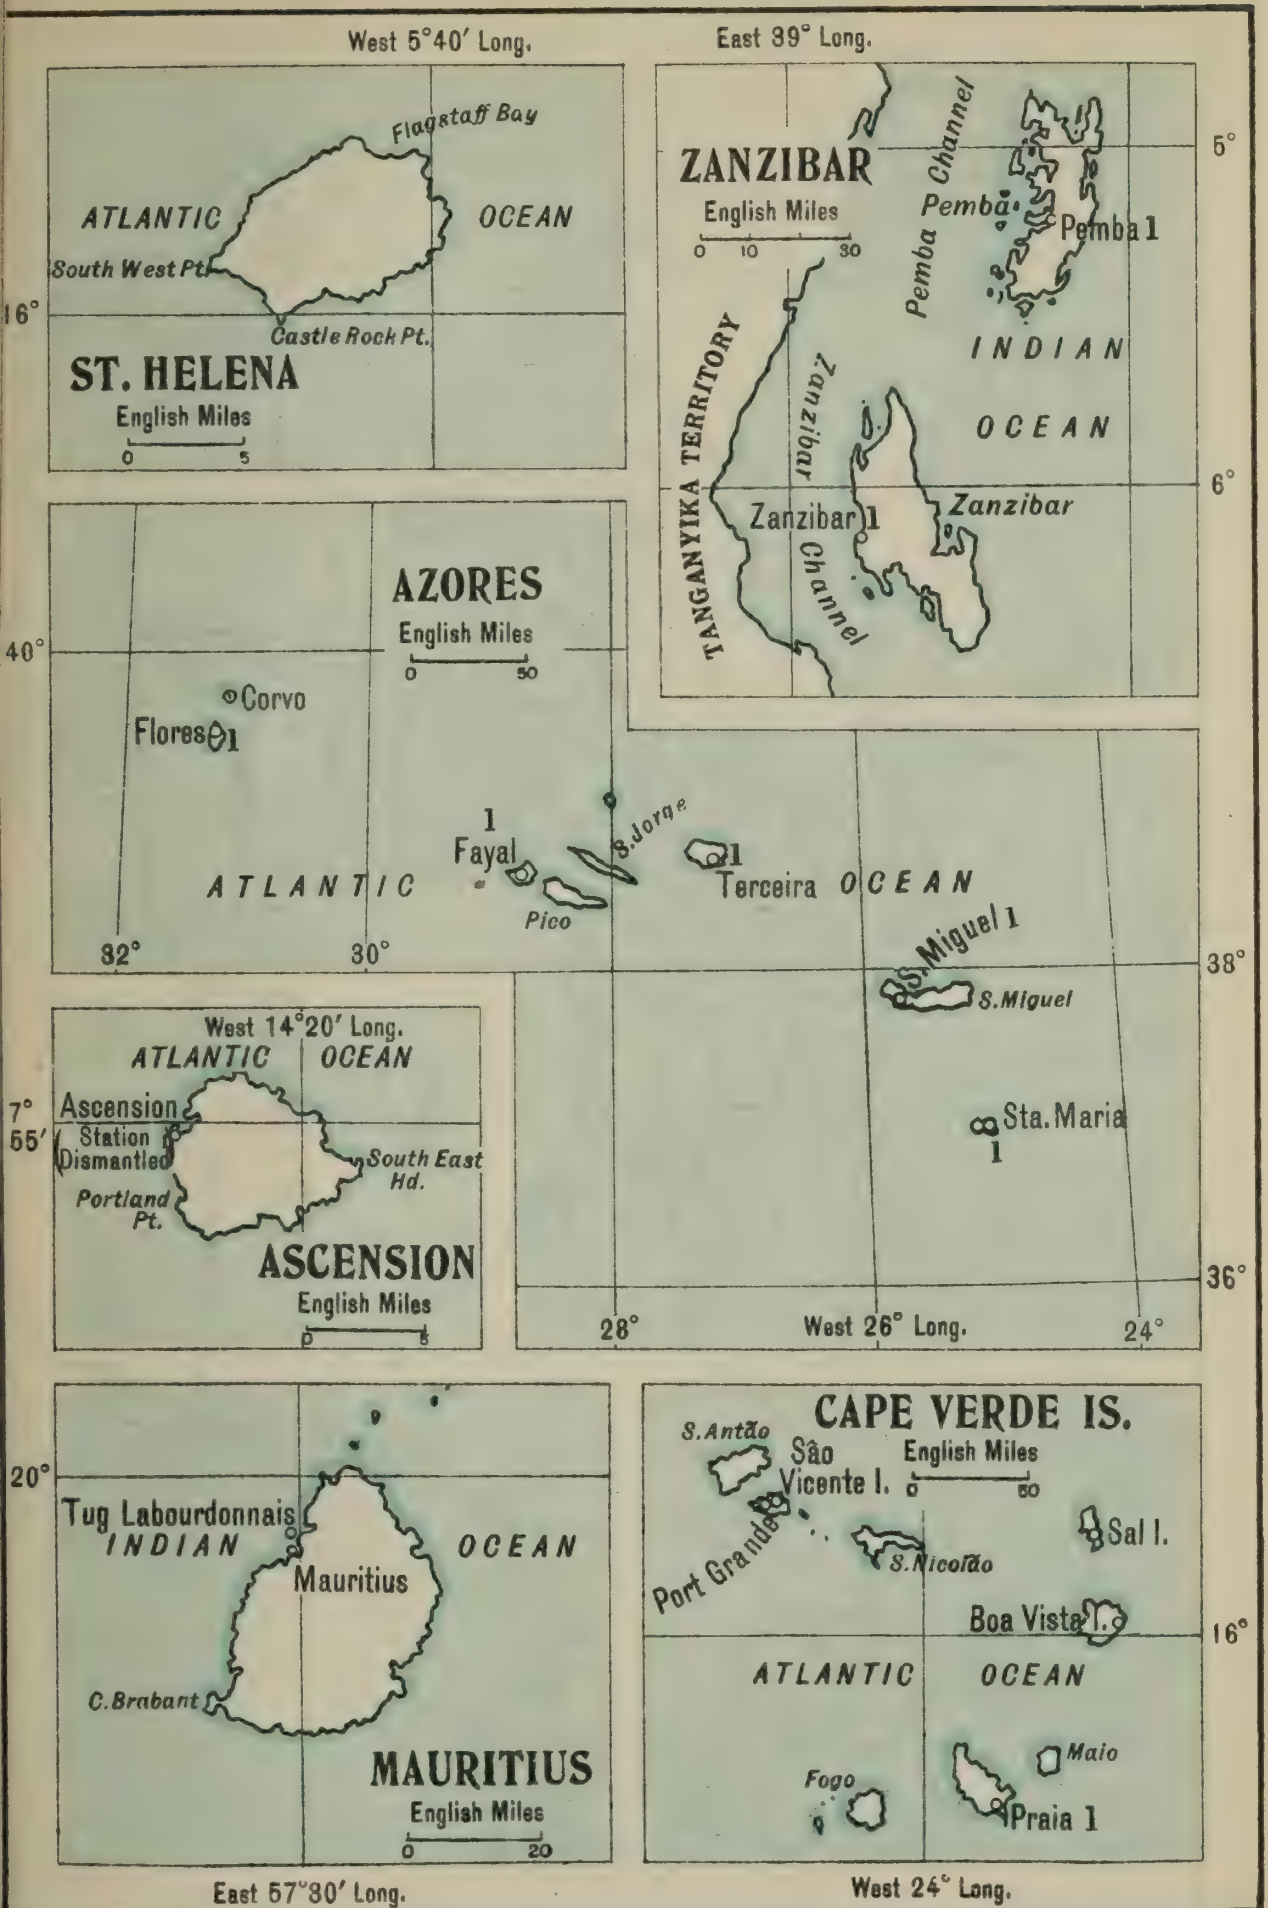 West 5°40' Long.
Flagstaff Bay
ATLANTIC OCEAN
South West Pt.
16°
Castle Rock Pt.
ST. HELENA
English Miles
0 5
East 39° Long.
Pemba Channel
5°
ZANZIBAR
English Miles
0 10 30
Pemba
Pemba 1
INDIAN
OCEAN
TANGANYIKA TERRITORY
Zanzibar Channel
6°
Zanzibar 1
Zanzibar
AZORES
English Miles
0 50
40°
Corvo
Flores 1
1
Fayal
S. Jorge
1
Terceira
ATLANTIC OCEAN
Pico
S. Miguel 1
32° 30°
38°
S. Miguel
Sta. Maria
1
36°
28° West 26° Long. 24°
West 14°20' Long.
ATLANTIC OCEAN
7°
55'
Ascension
(Station
Dismantled)
South East
Hd.
Portland
Pt.
ASCENSION
English Miles
0 5
20°
Tug Labourdonnais
INDIAN OCEAN
Mauritius
C. Brabant
MAURITIUS
English Miles
0 20
East 57°30' Long.
CAPE VERDE IS.
English Miles
0 50
S. Antão
Sâo
Vicente I.
Port Grande
S. Nicolão
Sal I.
Boa Vista I.
16°
ATLANTIC OCEAN
Maio
Fogo
Praia 1
West 24° Long.